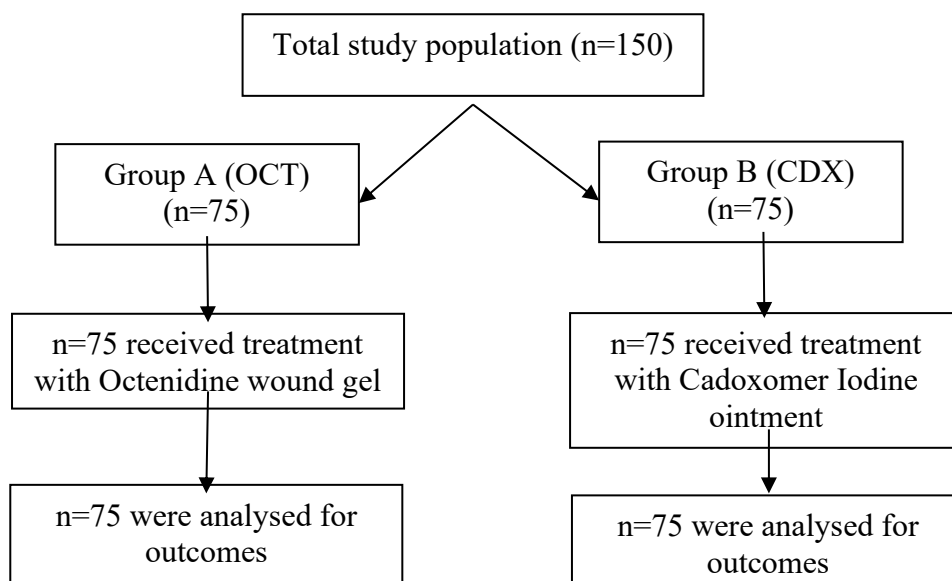 Total study population (n=150)
Group A (OCT)
(n=75)
Group B (CDX)
(n=75)
n=75 received treatment
with Octenidine wound gel
n=75 received treatment
with Cadoxomer Iodine
ointment
n=75 were analysed for
outcomes
n=75 were analysed for
outcomes